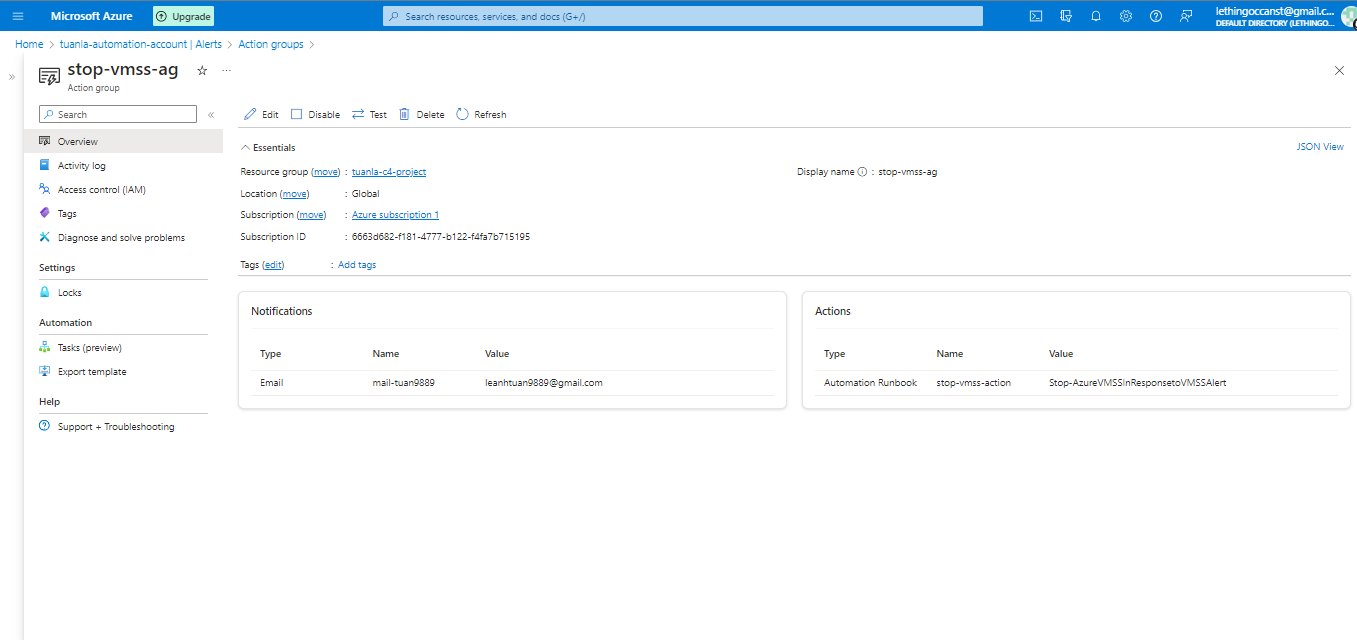 Microsoft Azure
Upgrade
Search resources, services, and docs (G+/)
lethingoccanst@gmail.c...
DEFAULT DIRECTORY (LETHINGO...
Home > tuanla-automation-account | Alerts > Action groups >
stop-vmss-ag
Action group
Search
Overview
Activity log
Access control (IAM)
Tags
Diagnose and solve problems
Settings
Locks
Automation
Tasks (preview)
Export template
Help
Support + Troubleshooting
Edit Disable Test Delete Refresh
Essentials
JSON View
Resource group (move) : tuanla-c4-project
Location (move) : Global
Subscription (move) : Azure subscription 1
Subscription ID : 6663d682-f181-4777-b122-f4fa7b715195
Display name : stop-vmss-ag
Tags (edit) : Add tags
Notifications
Type Name Value
Email mail-tuan9889 leanhtuan9889@gmail.com
Actions
Type Name Value
Automation Runbook stop-vmss-action Stop-AzureVMSSInResponsetoVMSSAlert